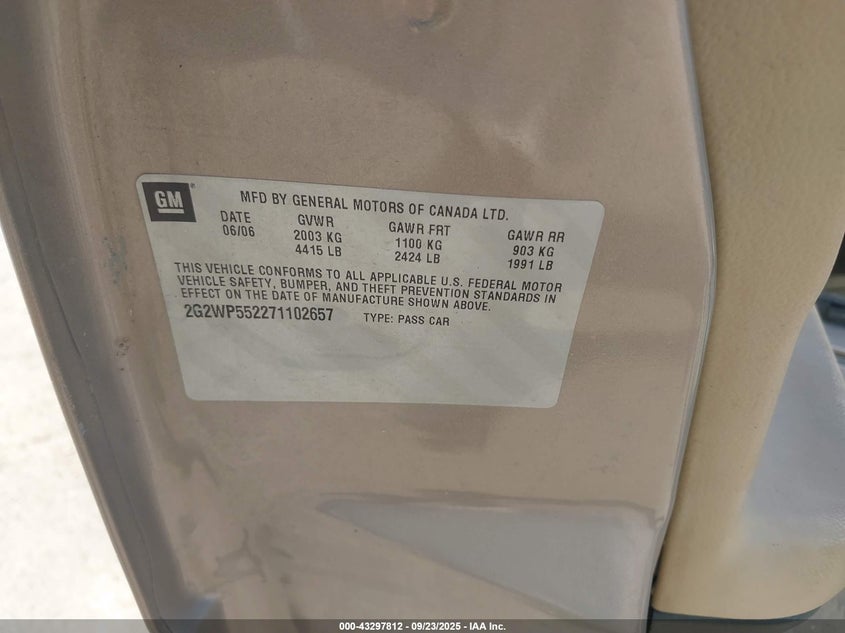 GM
MFD BY GENERAL MOTORS OF CANADA LTD.
DATE GVWR GAWR FRT GAWR RR
06/06 2003 KG 1100 KG 903 KG
4415 LB 2424 LB 1991 LB
THIS VEHICLE CONFORMS TO ALL APPLICABLE U.S. FEDERAL MOTOR
VEHICLE SAFETY, BUMPER, AND THEFT PREVENTION STANDARDS IN
EFFECT ON THE DATE OF MANUFACTURE SHOWN ABOVE.
2G2WP552271102657 TYPE: PASS CAR
000-43297812 - 09/23/2025 - IAA Inc.